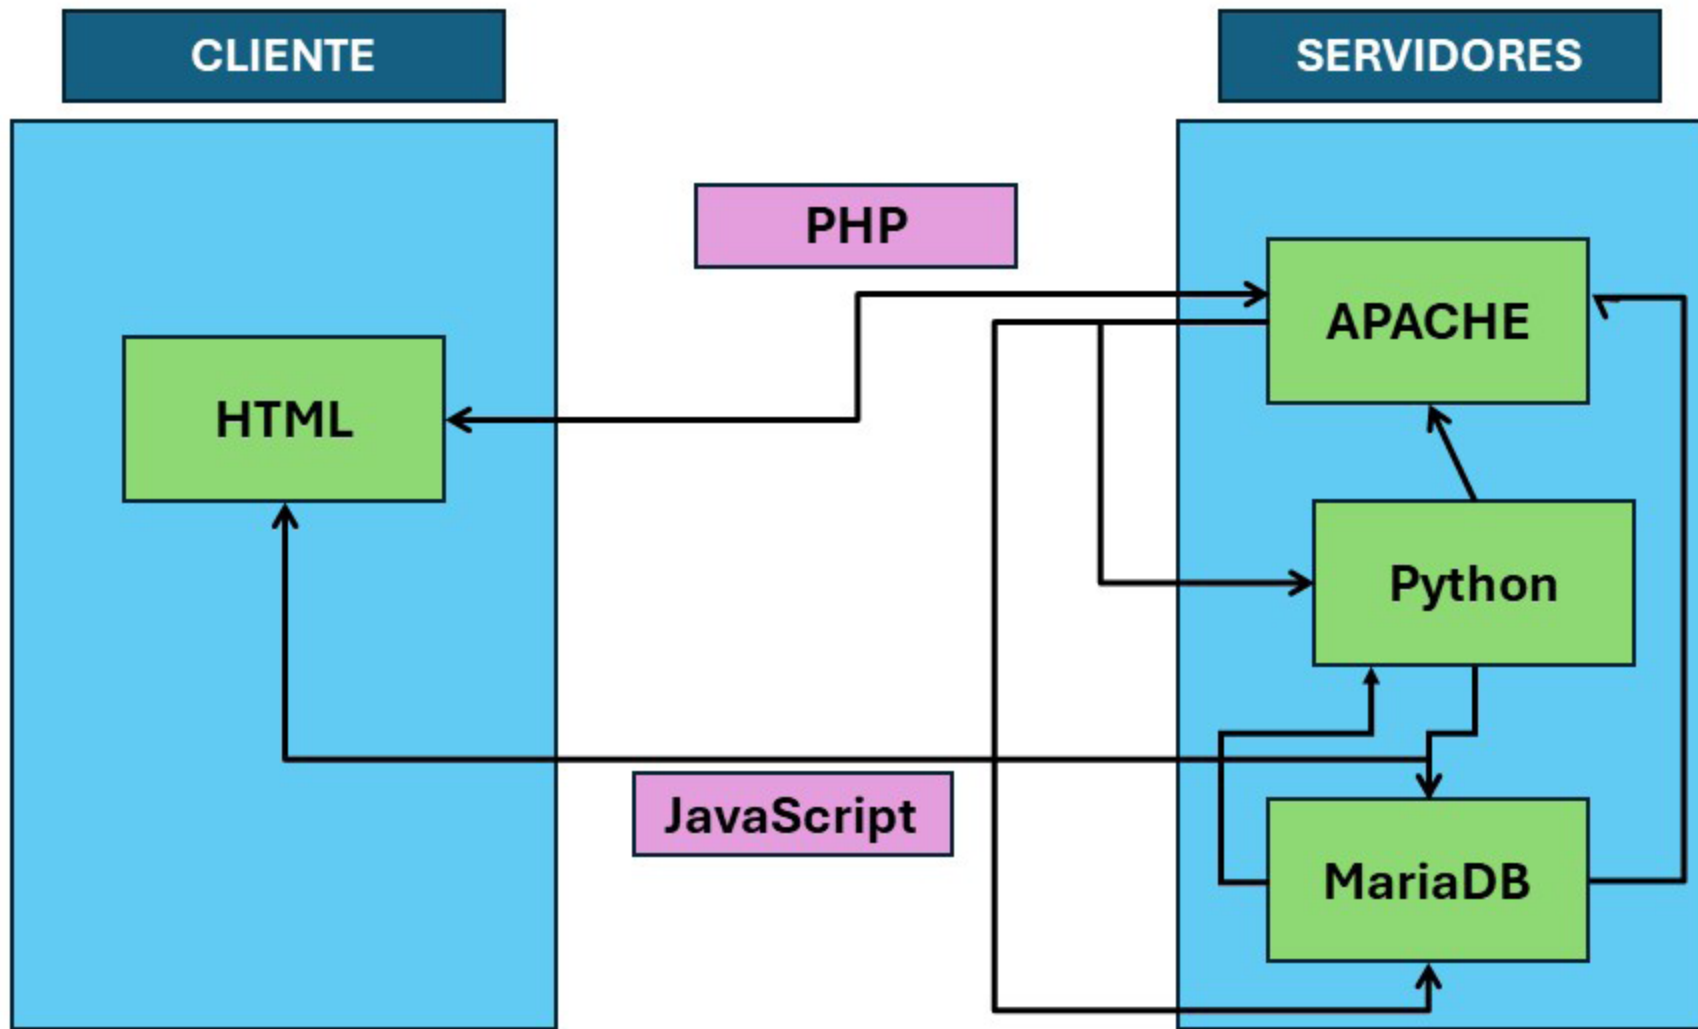 CLIENTE
SERVIDORES
PHP
APACHE
HTML
Python
JavaScript
MariaDB